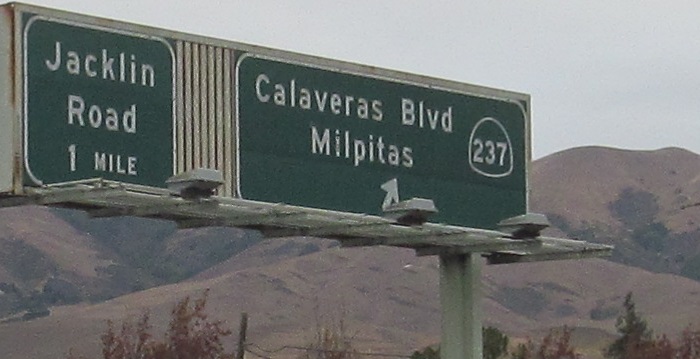 Jacklin
Road
1 MILE
Calaveras Blvd
Milpitas
237